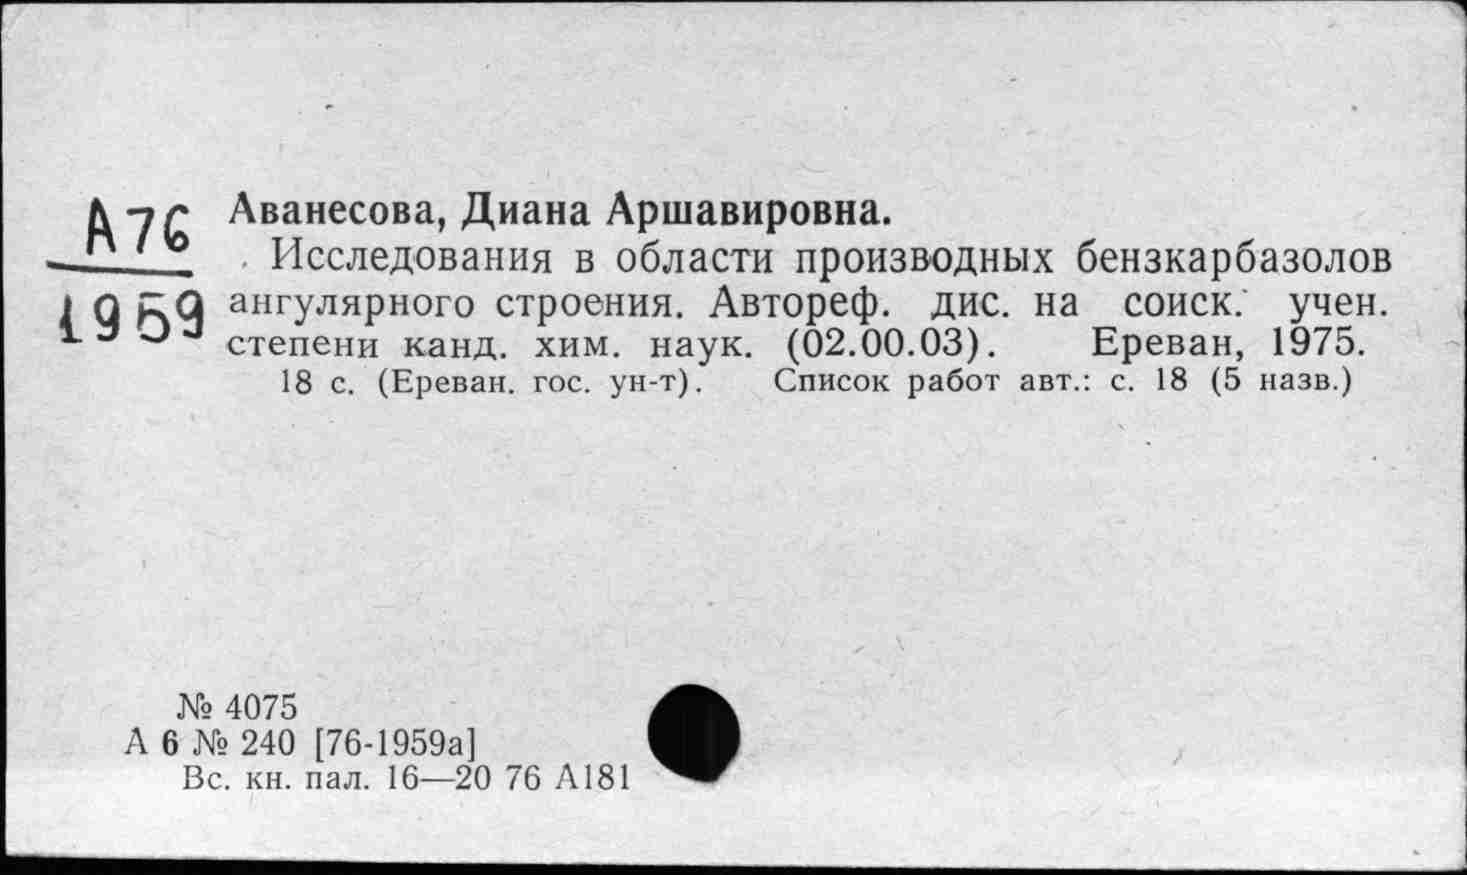 А76
1959
Аванесова, Диана Аршавировна.
Исследования в области производных бензкарбазолов
ангулярного строения. Автореф. дис. на соиск. учен.
степени канд. хим. наук. (02.00.03). Ереван, 1975.
18 с. (Ереван. гос. ун-т). Список работ авт.: с. 18 (5 назв.)
№ 4075
А 6 № 240 [76-1959а]
Вс. кн. пал. 16—20 76 А181